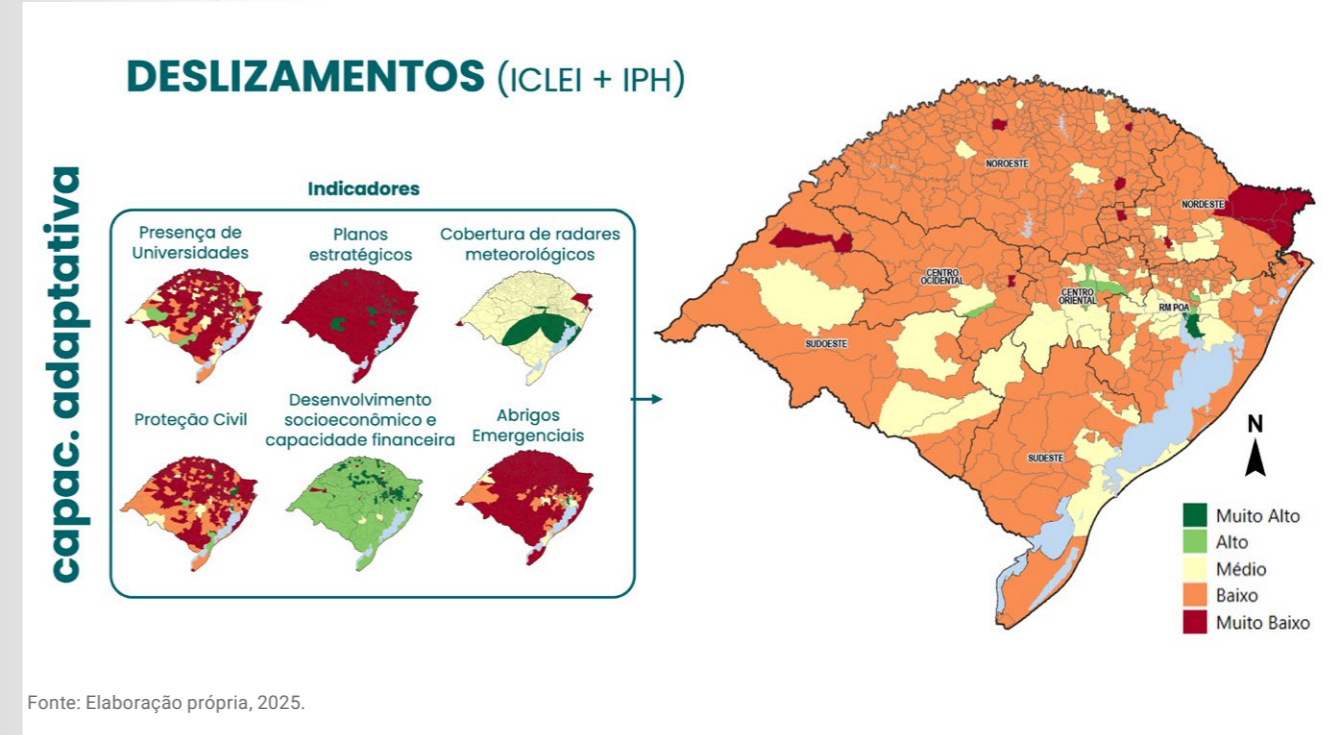 DESLIZAMENTOS (ICLEI + IPH)
capac. adaptativa
Indicadores
Presença de
Universidades
Planos
estratégicos
Cobertura de radares
meteorológicos
Proteção Civil
Desenvolvimento
socioeconômico e
capacidade financeira
Abrigos
Emergenciais
NOROESTE
NORDESTE
CENTRO
OCIDENTAL
CENTRO
ORIENTAL
RM POA
SUDOESTE
SUDESTE
N
Muito Alto
Alto
Médio
Baixo
Muito Baixo
Fonte: Elaboração própria, 2025.